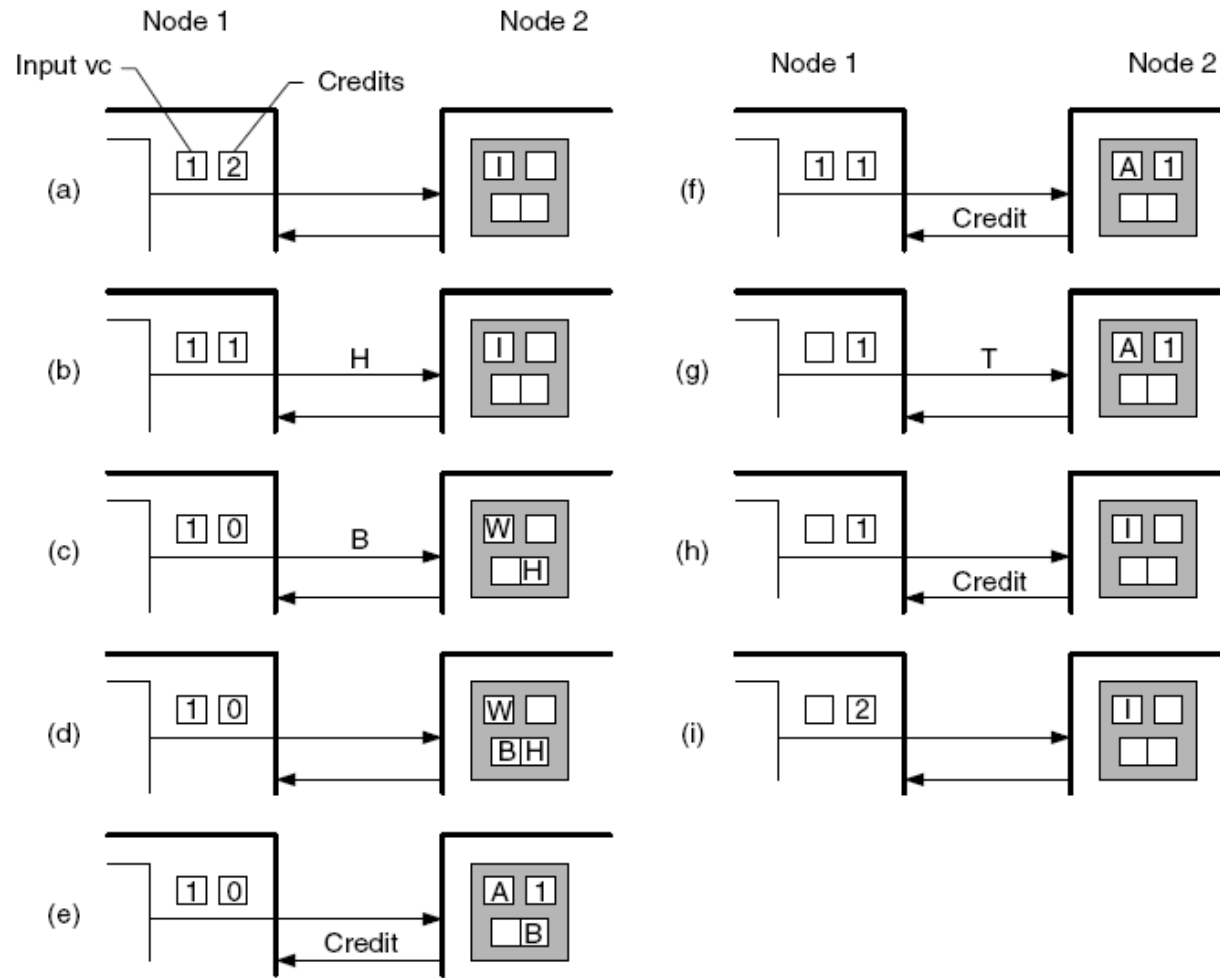 Node 1 Node 2
Input vc Credits
(a) 1 2 I
(b) 1 1 H I
(c) 1 0 B W
H
(d) 1 0 W
B H
(e) 1 0 A 1
B
Credit
Node 1 Node 2
(f) 1 1 A 1
Credit
(g) 1 T A 1
(h) 1 I
Credit
(i) 2 I